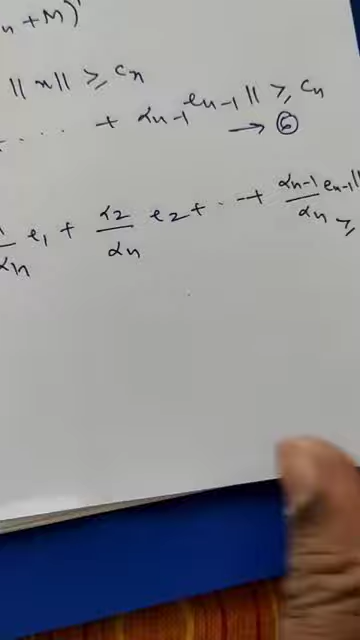 n + M)'
||x|| ≥ Cn
· · · · + αn-1 en-1 || ≥ Cn
→ ⑥
/αn e1 + α2/αn e2 + · · -+ αn-1/αn en-1||
≥